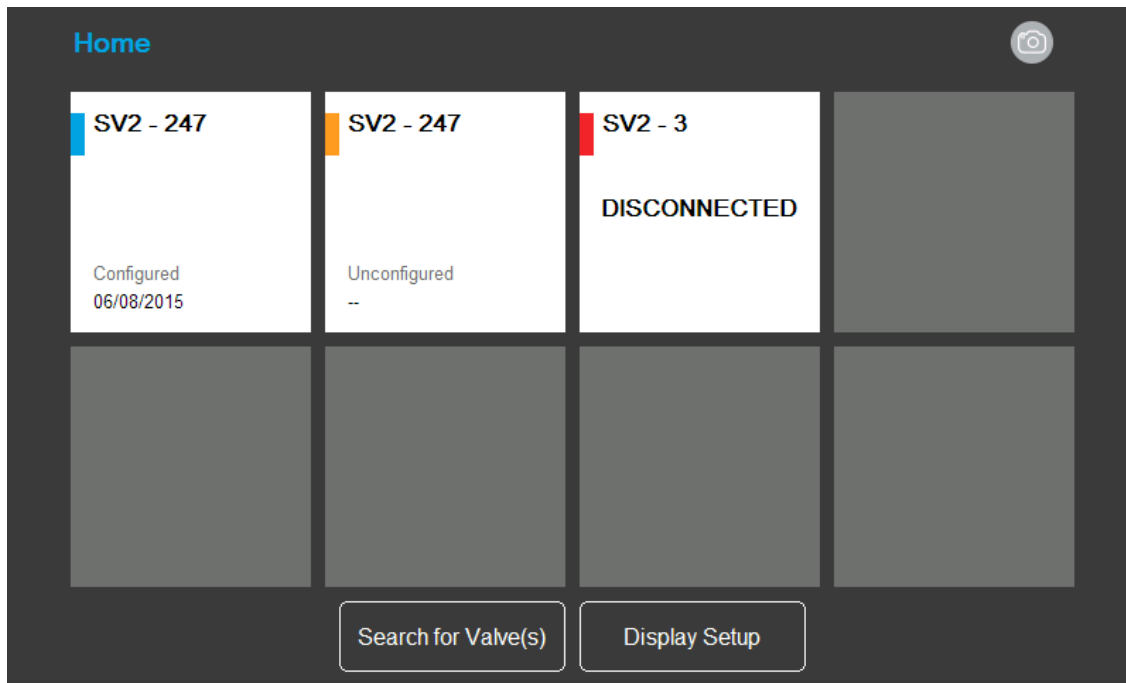 Home
SV2 - 247
Configured
06/08/2015
SV2 - 247
Unconfigured
--
SV2 - 3
DISCONNECTED
Search for Valve(s)
Display Setup